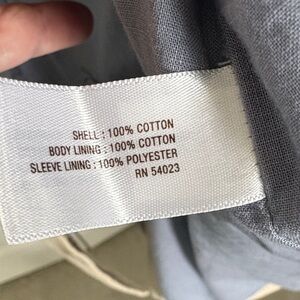 SHELL : 100% COTTON
BODY LINING : 100% COTTON
SLEEVE LINING : 100% POLYESTER
RN 54023